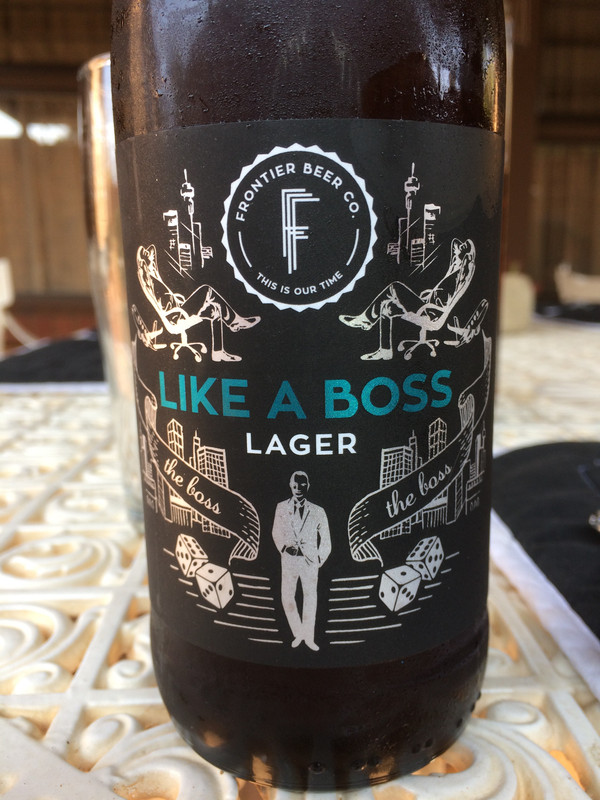 FRONTIER BEER CO.
F
THIS IS OUR TIME
LIKE A BOSS
LAGER
the boss
the boss